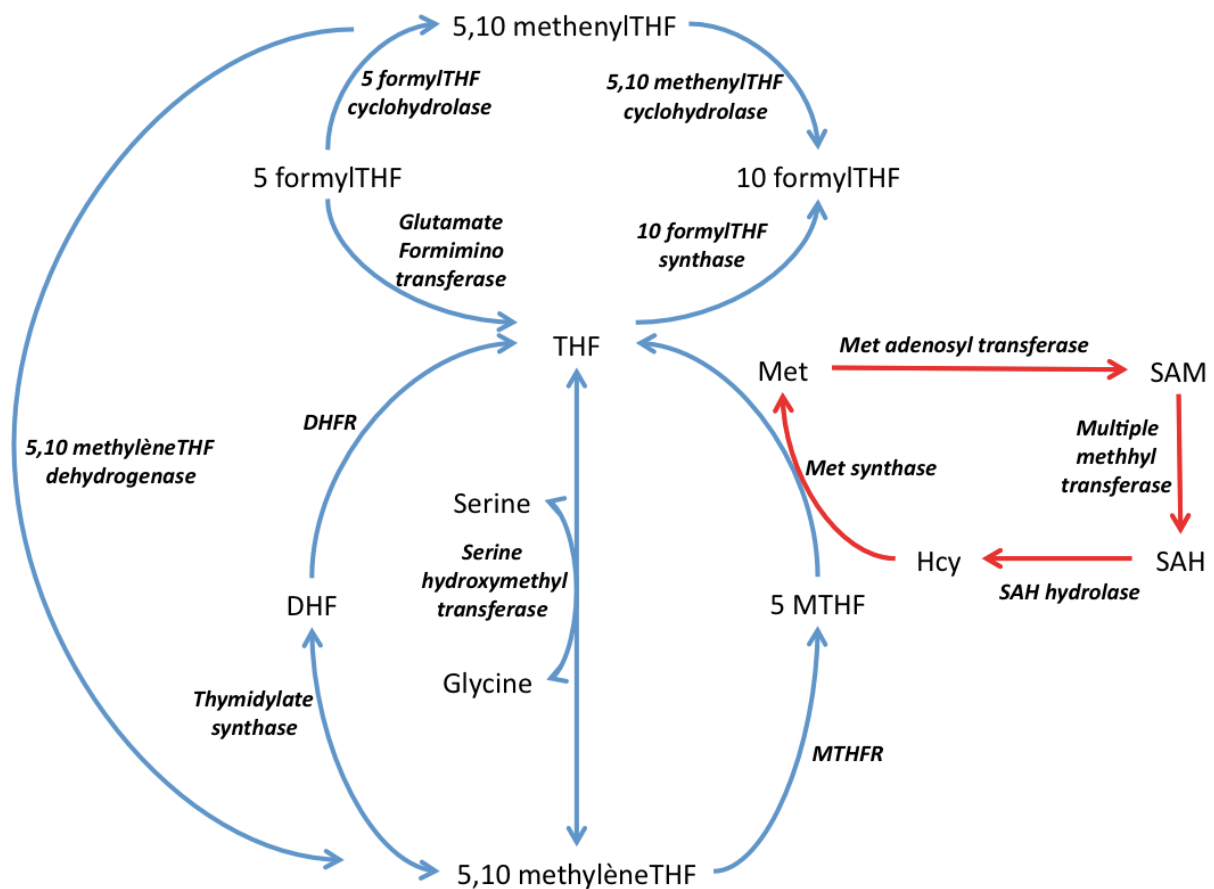 5,10 methenylTHF
5 formylTHF
cyclohydrolase
5,10 methenylTHF
cyclohydrolase
5 formylTHF
10 formylTHF
Glutamate
Formimino
transferase
10 formylTHF
synthase
THF
Met adenosyl transferase
Met
SAM
DHFR
5,10 methylèneTHF
dehydrogenase
Multiple
methhyl
transferase
Met synthase
Serine
Serine
hydroxymethyl
transferase
Hcy
SAH
SAH hydrolase
DHF
5 MTHF
Glycine
Thymidylate
synthase
MTHFR
5,10 methylèneTHF